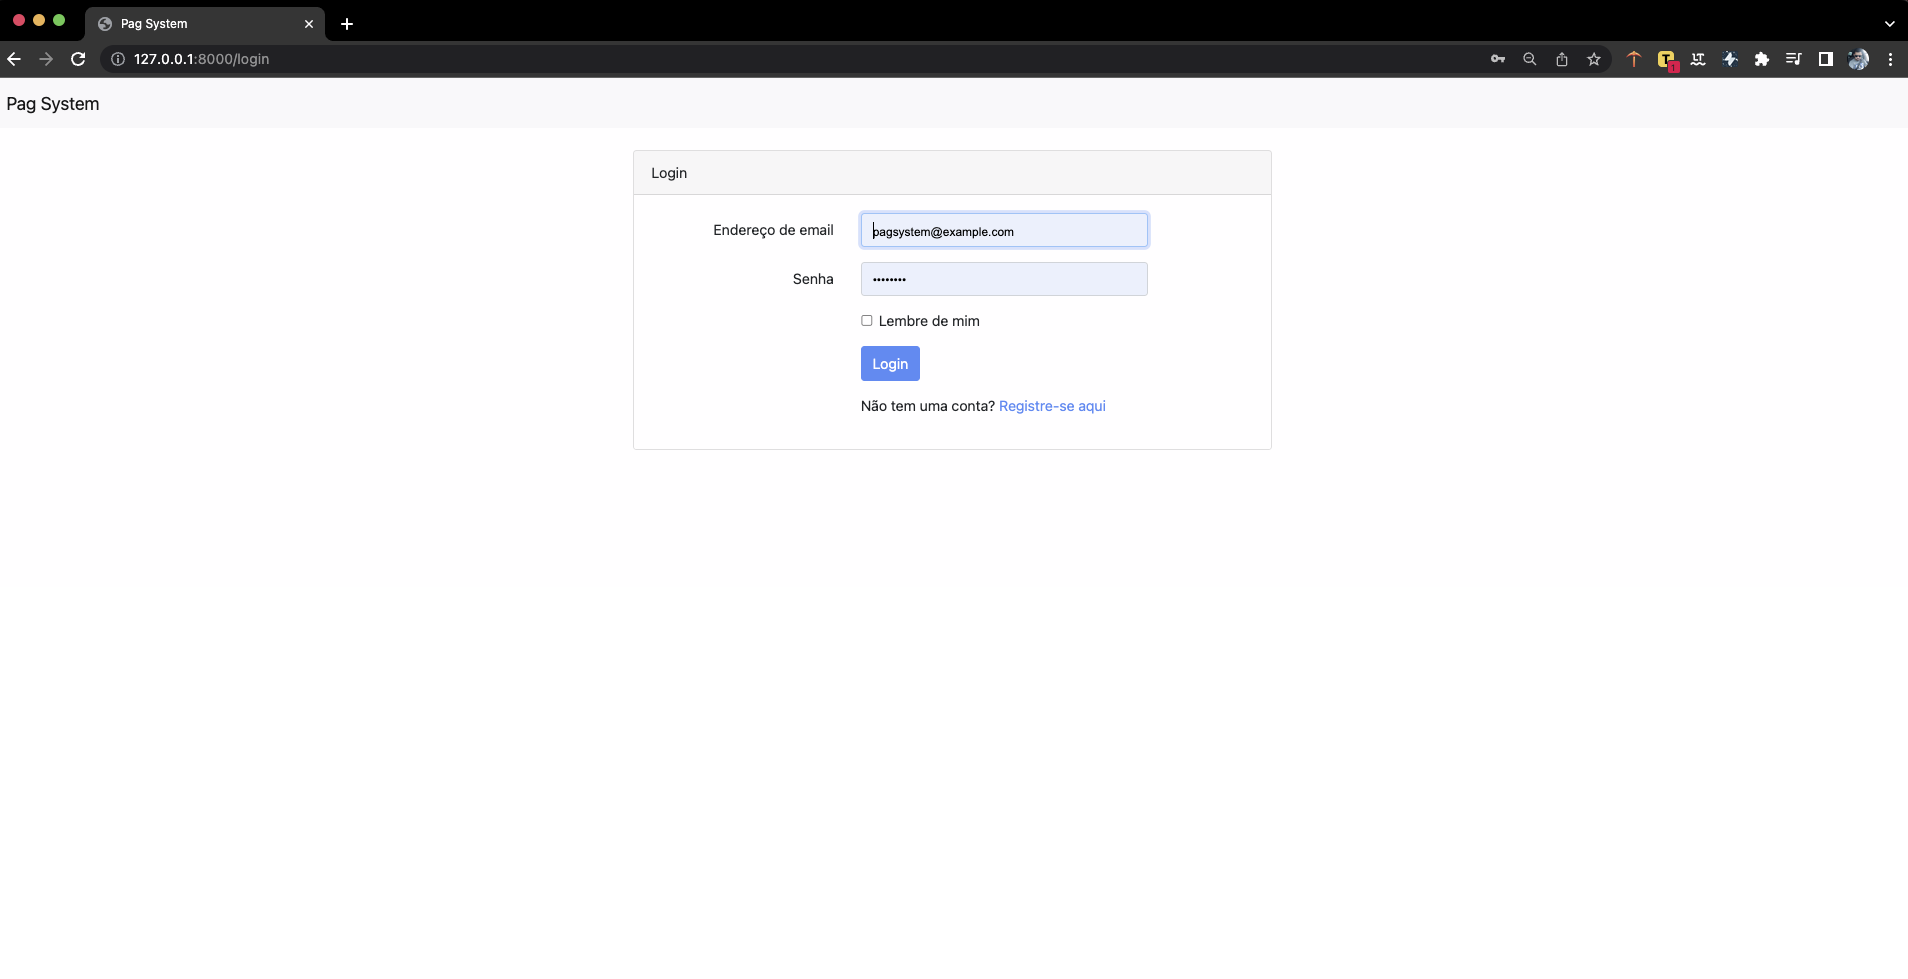 Pag System
127.0.0.1:8000/login
Pag System
Login
Endereço de email
pagsystem@example.com
Senha
••••••••
Lembre de mim
Login
Não tem uma conta? Registre-se aqui